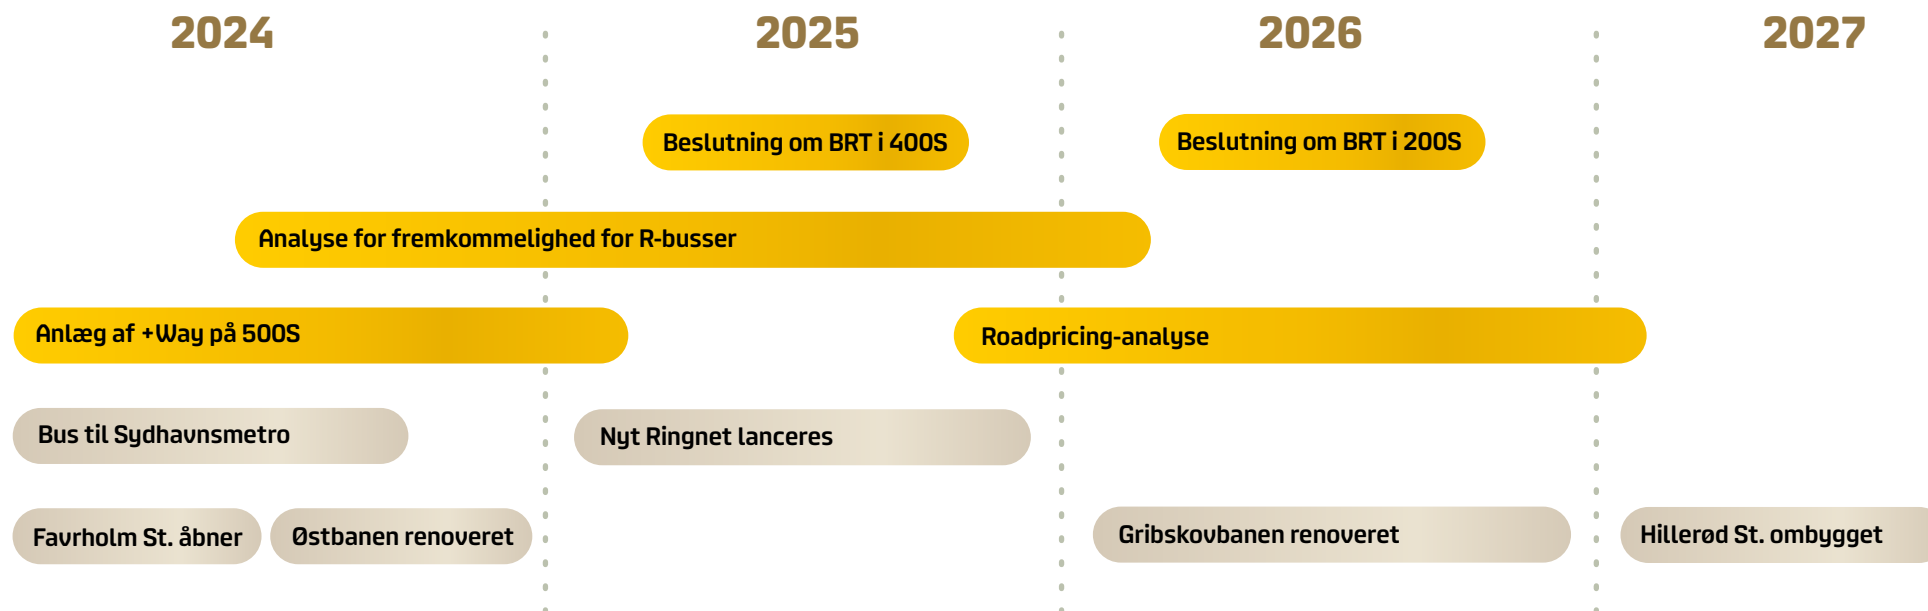 2024
2025
2026
2027
Beslutning om BRT i 400S
Beslutning om BRT i 200S
Analyse for fremkommelighed for R-busser
Anlæg af +Way på 500S
Roadpricing-analyse
Bus til Sydhavnsmetro
Nyt Ringnet lanceres
Favrholm St. åbner
Østbanen renoveret
Gribskovbanen renoveret
Hillerød St. ombygget